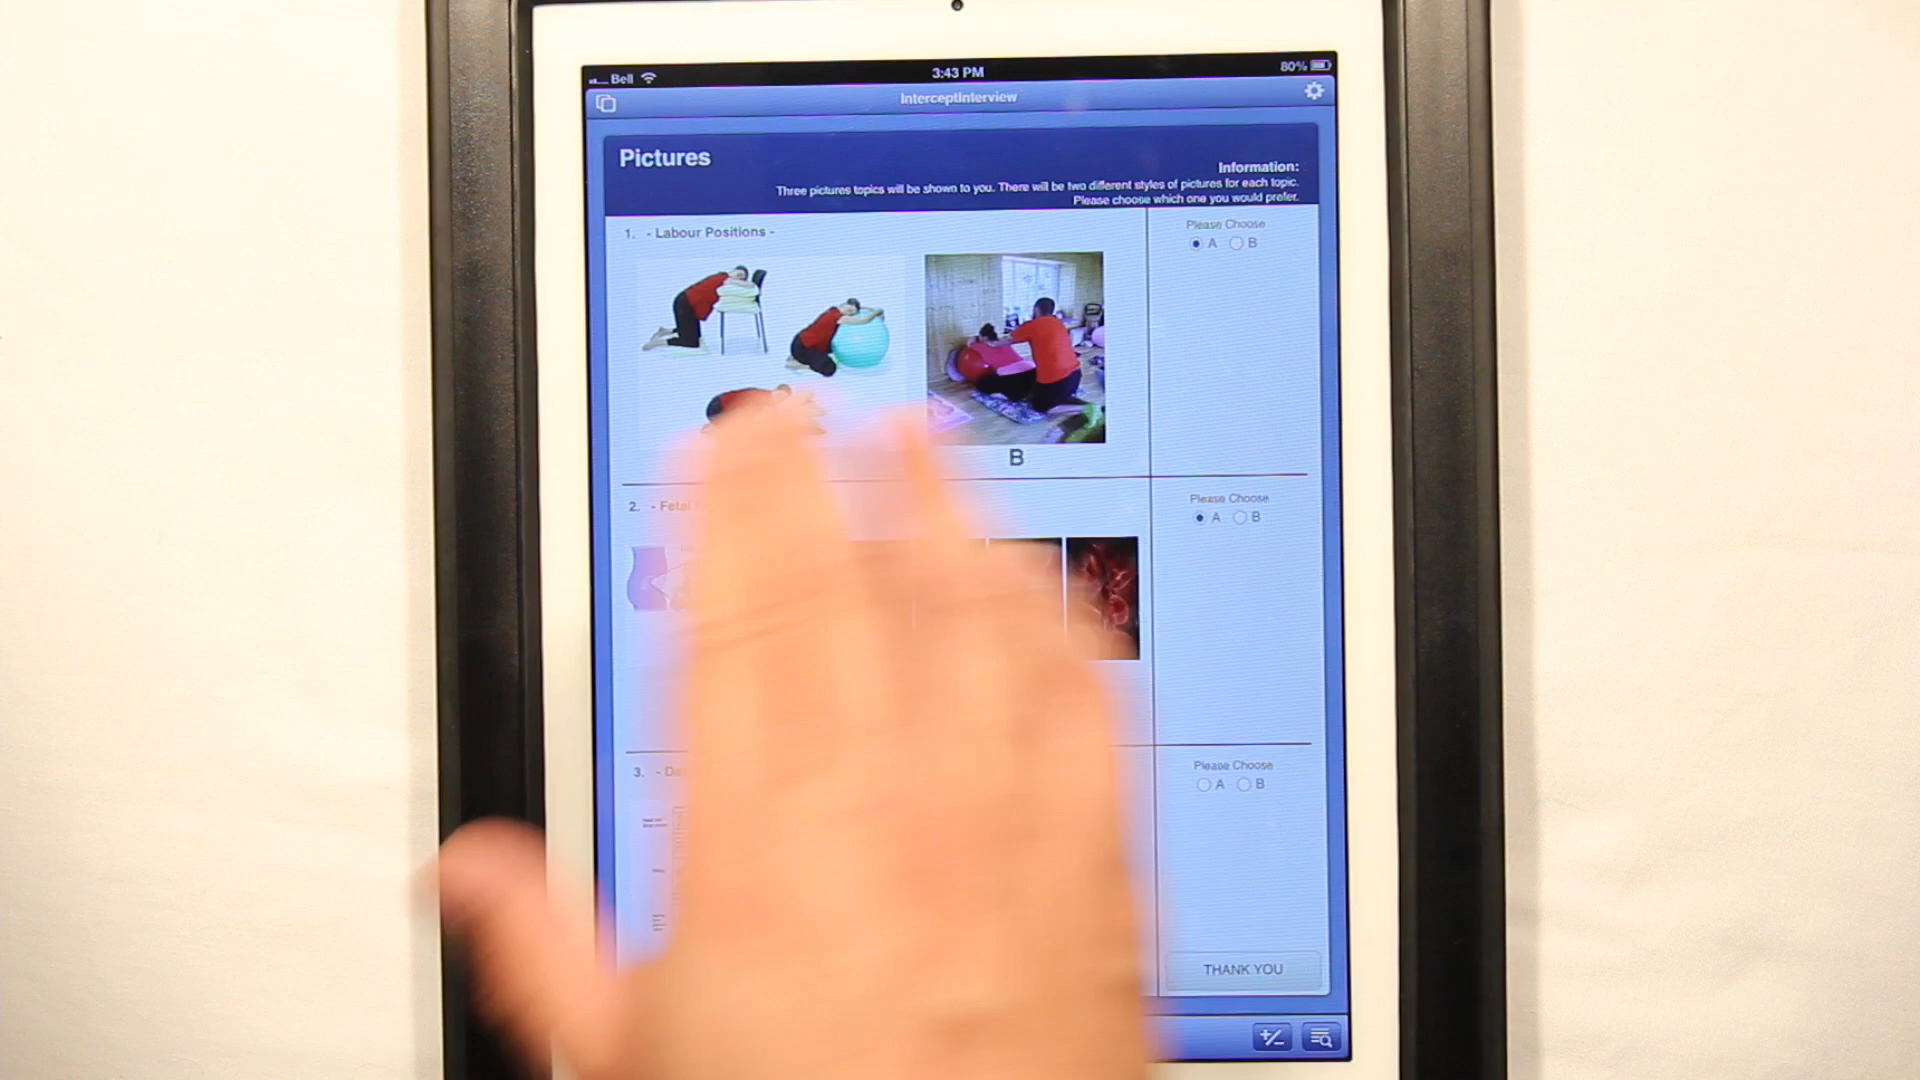 Bell
3:43 PM
80%
InterceptInterview
Pictures
Information:
Three pictures topics will be shown to you. There will be two different styles of pictures for each topic.
Please choose which one you would prefer.
1. - Labour Positions -
Please Choose
A B
B
2. - Fetal
Please Choose
A B
3. -
Please Choose
A B
THANK YOU